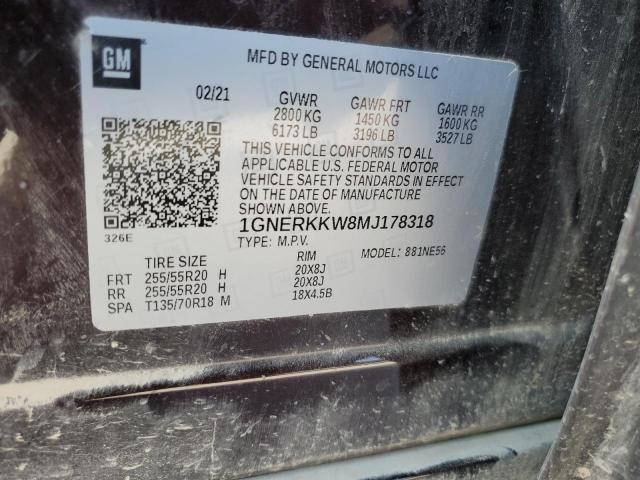 GM
MFD BY GENERAL MOTORS LLC
02/21 GVWR GAWR FRT GAWR RR
2800 KG 1450 KG 1600 KG
6173 LB 3196 LB 3527 LB
THIS VEHICLE CONFORMS TO ALL
APPLICABLE U.S. FEDERAL MOTOR
VEHICLE SAFETY STANDARDS IN EFFECT
ON THE DATE OF MANUFACTURE
SHOWN ABOVE.
326E
1GNERKKW8MJ178318
TYPE: M.P.V. MODEL: 881NE56
TIRE SIZE RIM
FRT 255/55R20 H 20X8J
RR 255/55R20 H 20X8J
SPA T135/70R18 M 18X4.5B